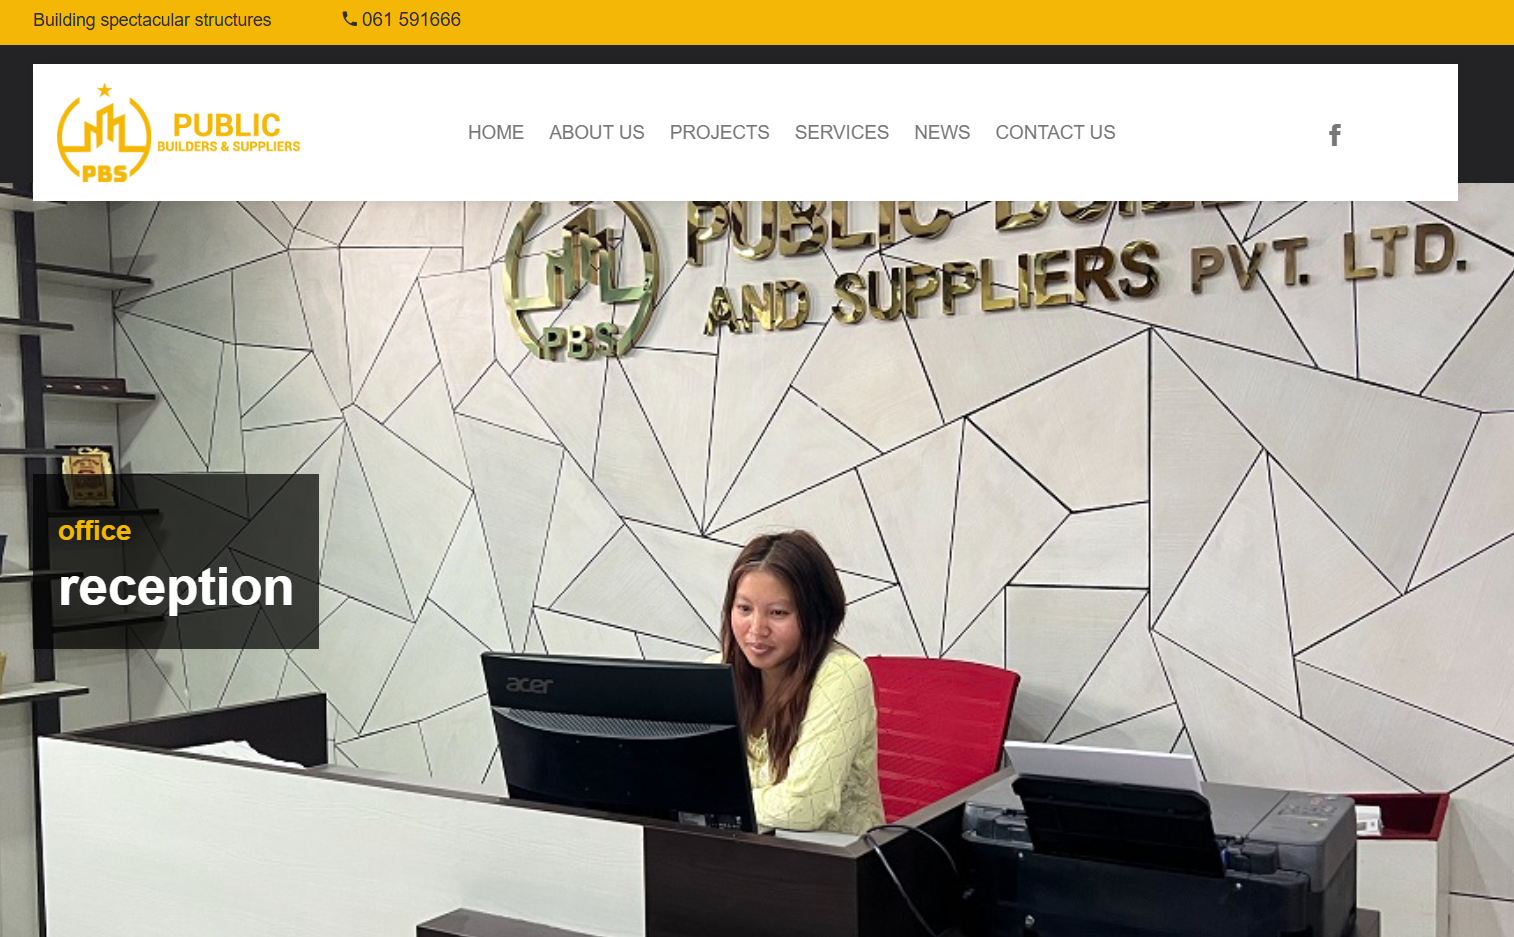 Building spectacular structures
061 591666
PUBLIC
BUILDERS & SUPPLIERS
PBS
HOME ABOUT US PROJECTS SERVICES NEWS CONTACT US
f
PUBLIC
AND SUPPLIERS PVT. LTD.
PBS
office
reception
acer